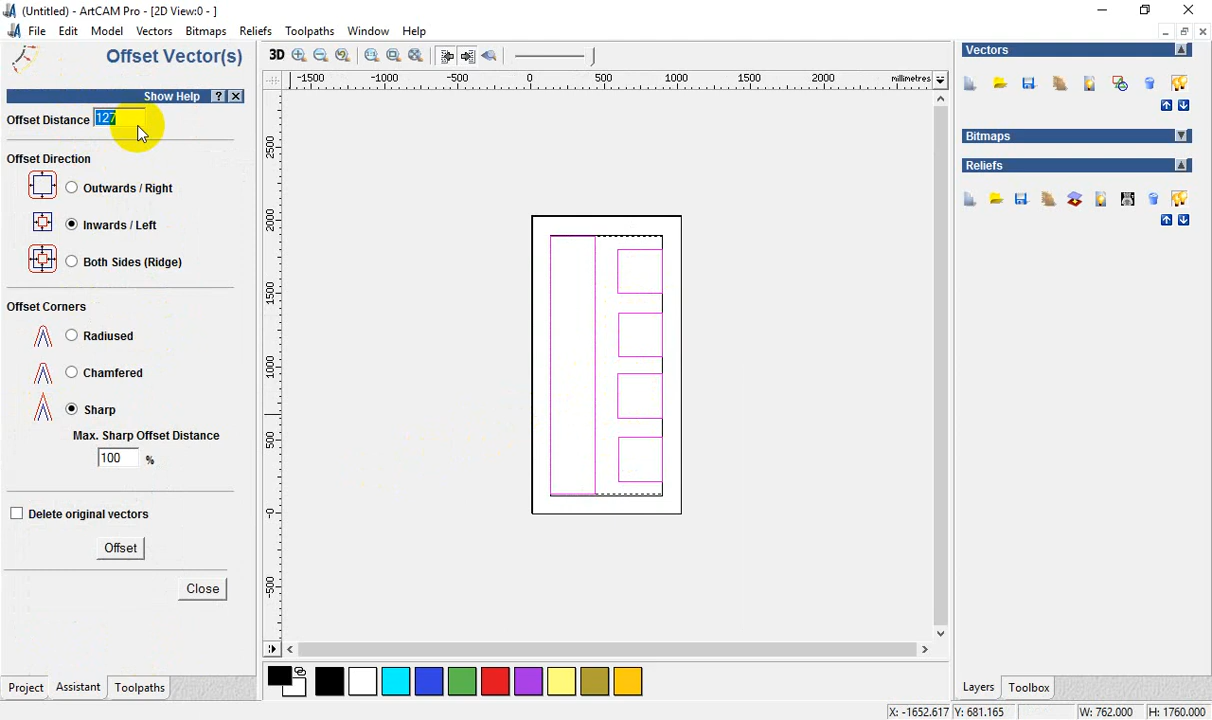 (Untitled) - ArtCAM Pro - [2D View:0 - ]
File Edit Model Vectors Bitmaps Reliefs Toolpaths Window Help
Offset Vector(s)
Show Help ?
Offset Distance 127
Offset Direction
Outwards / Right
Inwards / Left
Both Sides (Ridge)
Offset Corners
Radiused
Chamfered
Sharp
Max. Sharp Offset Distance
100 %
Delete original vectors
Offset
Close
Project Assistant Toolpaths
3D
-1500 -1000 -500 0 500 1000 1500 2000 millimetres
2500
2000
1500
1000
500
-0
-500
Vectors
Bitmaps
Reliefs
Layers Toolbox
X: -1652.617 Y: 681.165 W: 762.000 H: 1760.000